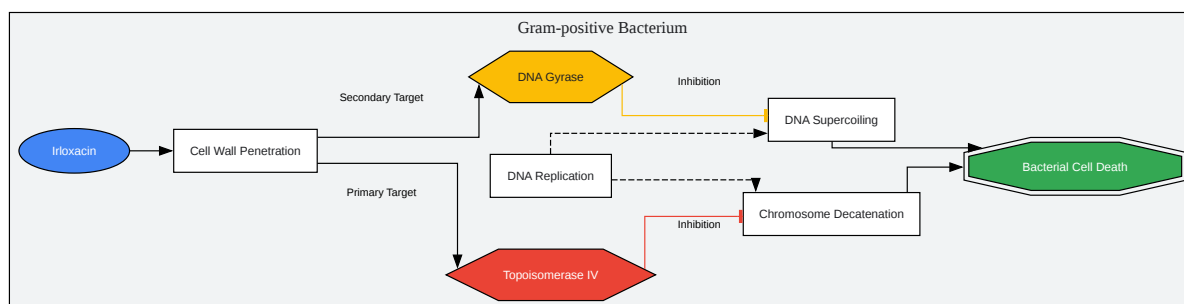 Gram-positive Bacterium
DNA Gyrase
Inhibition
Secondary Target
DNA Supercoiling
Irloxacin
Cell Wall Penetration
DNA Replication
Bacterial Cell Death
Primary Target
Chromosome Decatenation
Inhibition
Topoisomerase IV